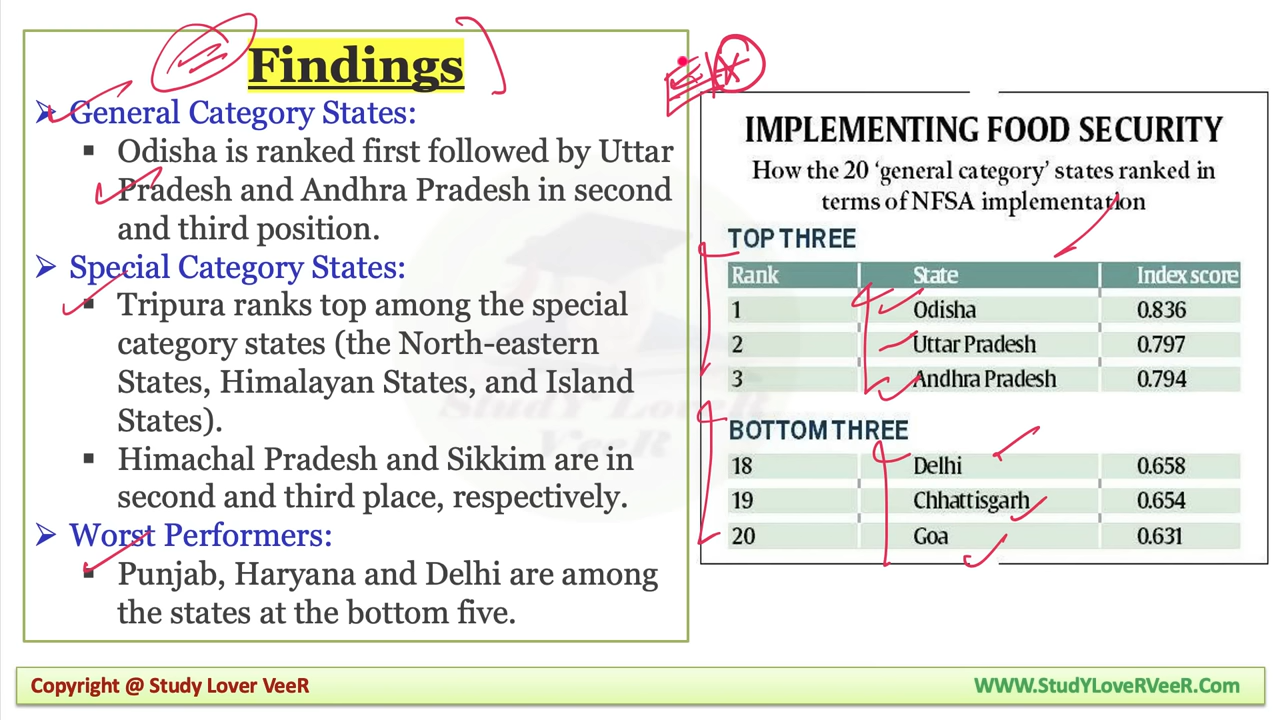 Findings
General Category States:
Odisha is ranked first followed by Uttar
Pradesh and Andhra Pradesh in second
and third position.
Special Category States:
Tripura ranks top among the special
category states (the North-eastern
States, Himalayan States, and Island
States).
Himachal Pradesh and Sikkim are in
second and third place, respectively.
Worst Performers:
Punjab, Haryana and Delhi are among
the states at the bottom five.
IMPLEMENTING FOOD SECURITY
How the 20 ‘general category’ states ranked in
terms of NFSA implementation
TOP THREE
Rank State Index score
1 Odisha 0.836
2 Uttar Pradesh 0.797
3 Andhra Pradesh 0.794
BOTTOM THREE
18 Delhi 0.658
19 Chhattisgarh 0.654
20 Goa 0.631
StudY LoveR
VeeR
Copyright @ Study Lover VeeR
WWW.StudYLoveRVeeR.Com